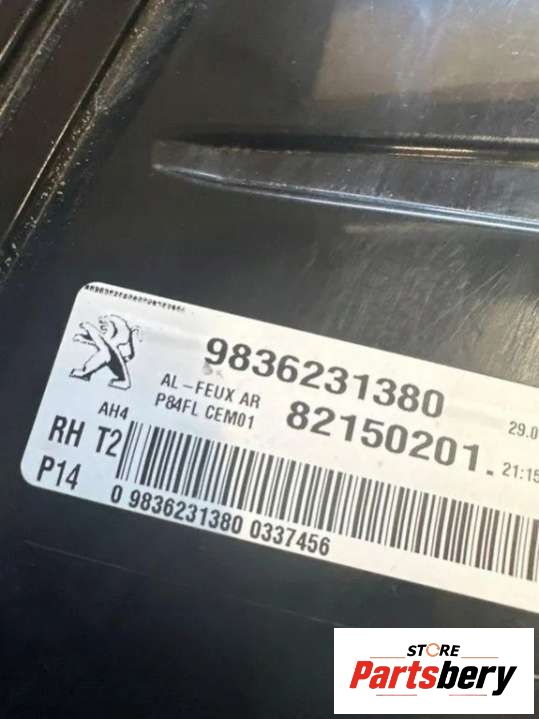 9836231380
AL-FEUX AR
P84FL CEM01
82150201.
29.0
21:15
AH4
RH T2
P14
0 9836231380 0337456
STORE
Partsbery